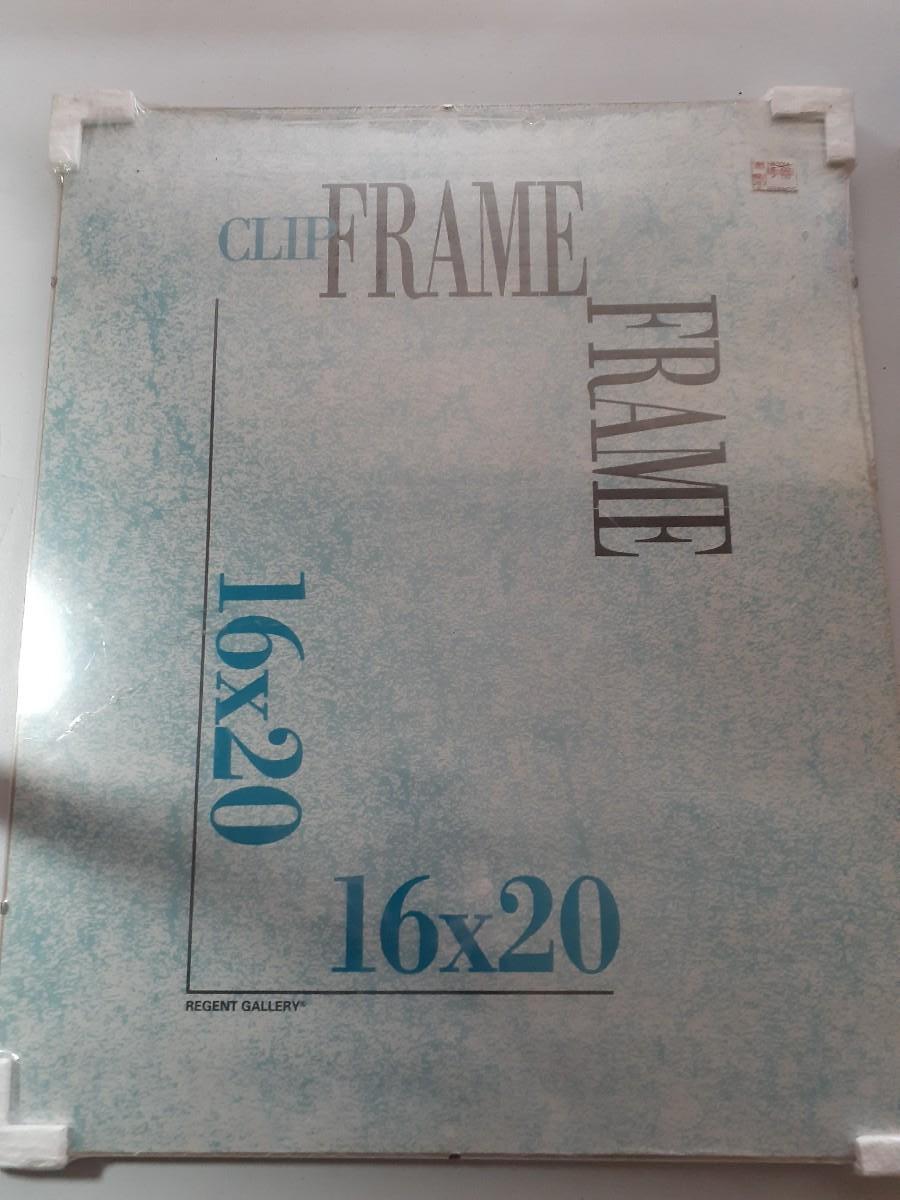 CLIP FRAME
FRAME
16x20
16x20
REGENT GALLERY®